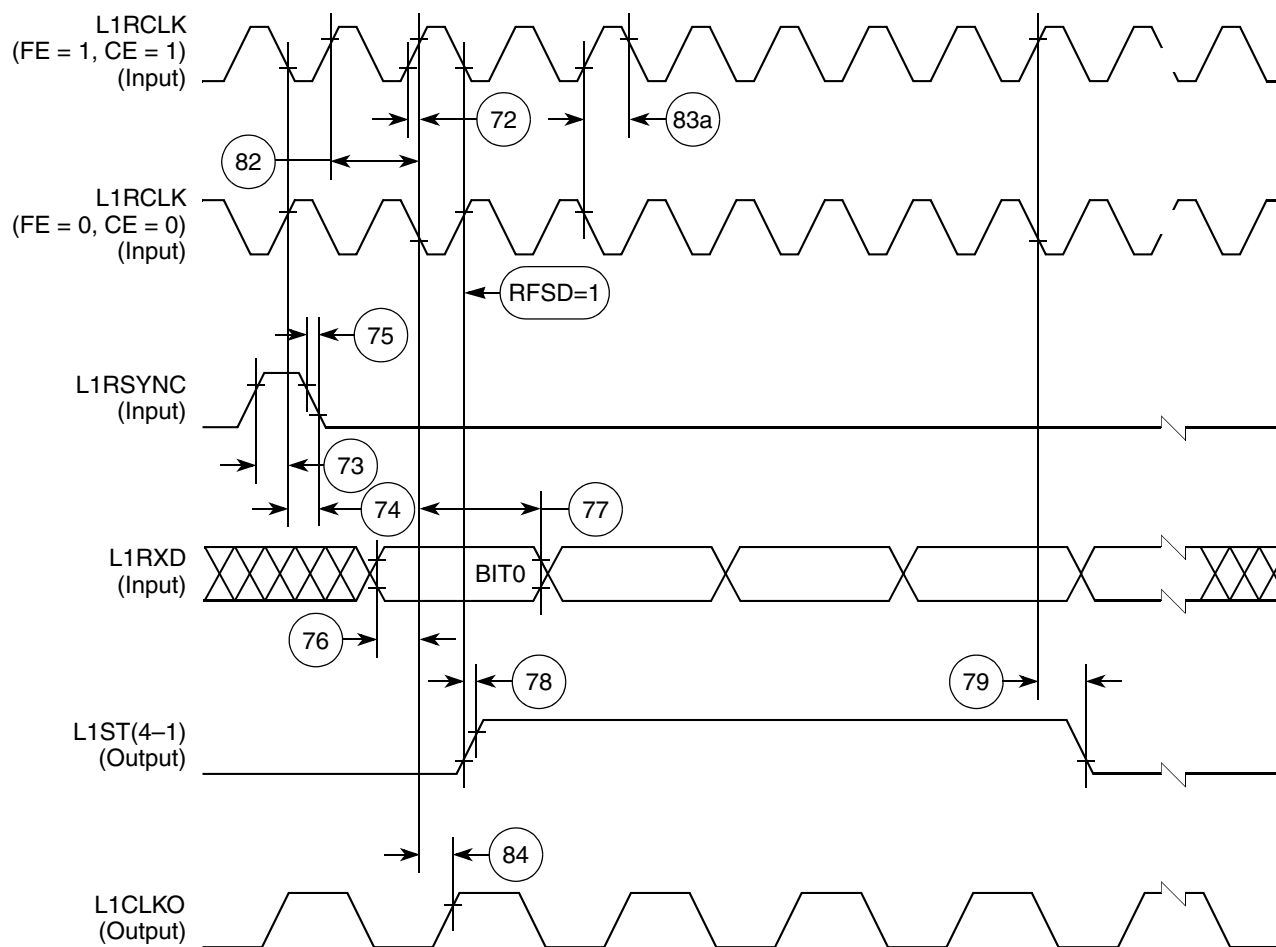 L1RCLK
(FE = 1, CE = 1)
(Input)
72
83a
82
L1RCLK
(FE = 0, CE = 0)
(Input)
RFSD=1
75
L1RSYNC
(Input)
73
74
77
L1RXD
(Input)
BIT0
76
78
79
L1ST(4–1)
(Output)
84
L1CLKO
(Output)